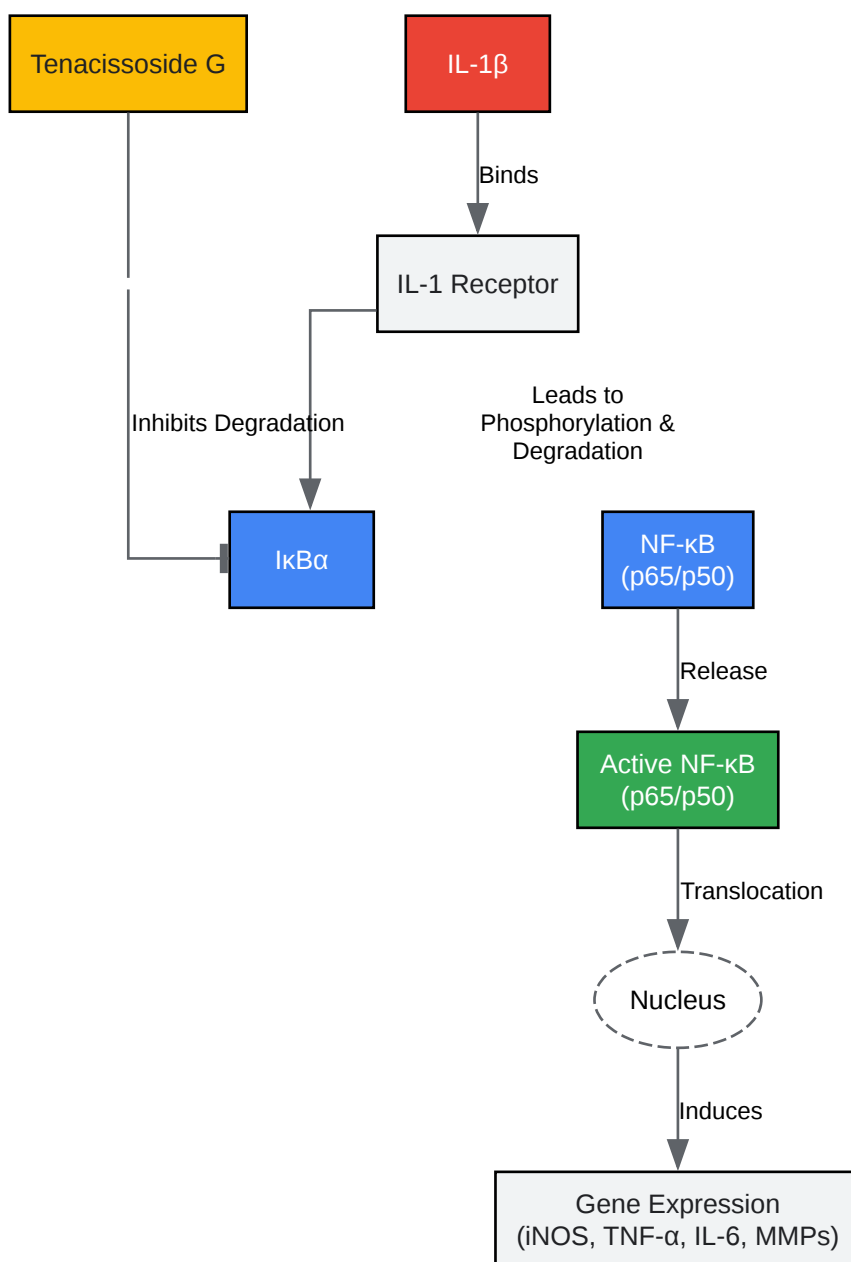 Tenacissoside G
IL-1β
Binds
IL-1 Receptor
Inhibits Degradation
Leads to
Phosphorylation &
Degradation
IκBα
NF-κB
(p65/p50)
Release
Active NF-κB
(p65/p50)
Translocation
Nucleus
Induces
Gene Expression
(iNOS, TNF-α, IL-6, MMPs)